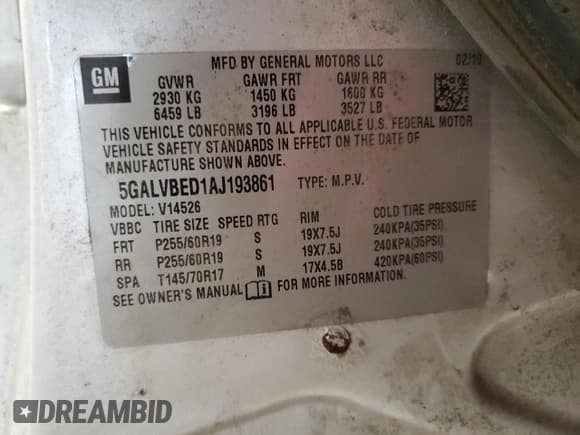 GM
MFD BY GENERAL MOTORS LLC 02/10
GVWR GAWR FRT GAWR RR
2930 KG 1450 KG 1600 KG
6459 LB 3196 LB 3527 LB
THIS VEHICLE CONFORMS TO ALL APPLICABLE U.S. FEDERAL MOTOR
VEHICLE SAFETY STANDARDS IN EFFECT ON THE DATE OF
MANUFACTURE SHOWN ABOVE.
5GALVBED1AJ193861 TYPE: M.P.V.
MODEL: V14526
VBBC TIRE SIZE SPEED RTG RIM COLD TIRE PRESSURE
FRT P255/60R19 S 19X7.5J 240KPA(35PSI)
RR P255/60R19 S 19X7.5J 240KPA(35PSI)
SPA T145/70R17 M 17X4.5B 420KPA(60PSI)
SEE OWNER'S MANUAL FOR MORE INFORMATION.
DREAMBID